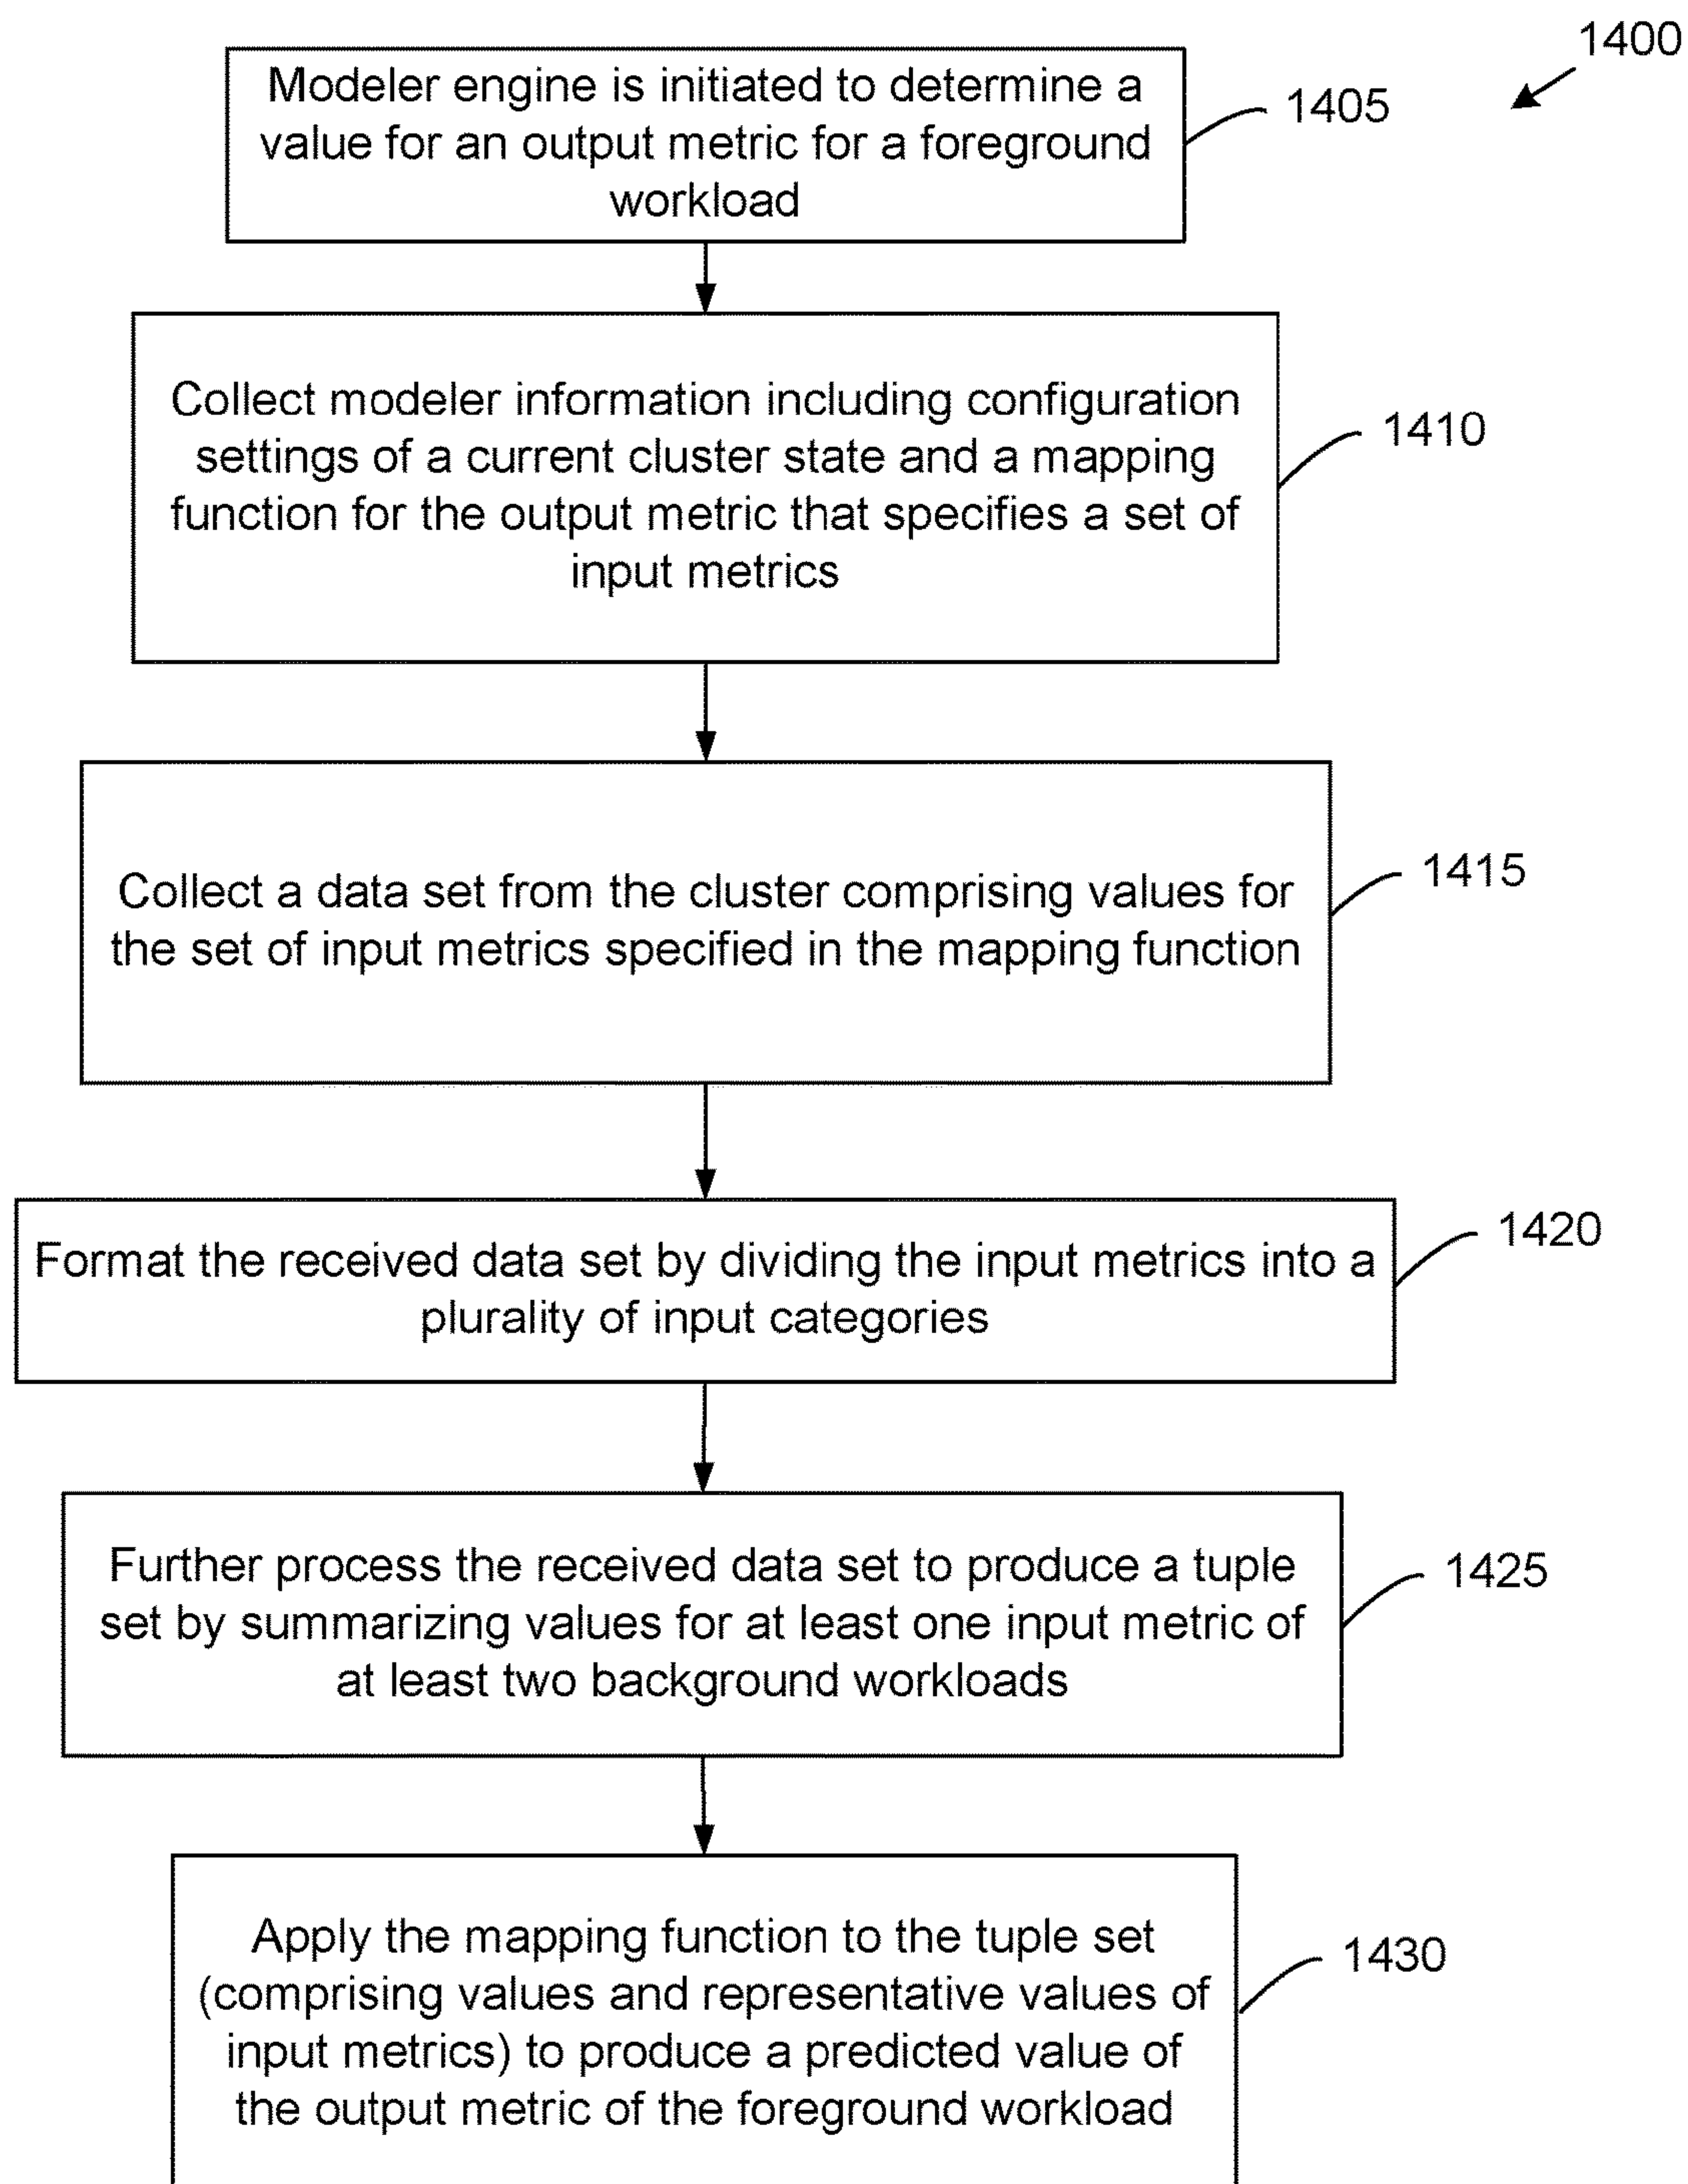 1400
Modeler engine is initiated to determine a
value for an output metric for a foreground
workload
1405
Collect modeler information including configuration
settings of a current cluster state and a mapping
function for the output metric that specifies a set of
input metrics
1410
Collect a data set from the cluster comprising values for
the set of input metrics specified in the mapping function
1415
Format the received data set by dividing the input metrics into a
plurality of input categories
1420
Further process the received data set to produce a tuple
set by summarizing values for at least one input metric of
at least two background workloads
1425
Apply the mapping function to the tuple set
(comprising values and representative values of
input metrics) to produce a predicted value of
the output metric of the foreground workload
1430